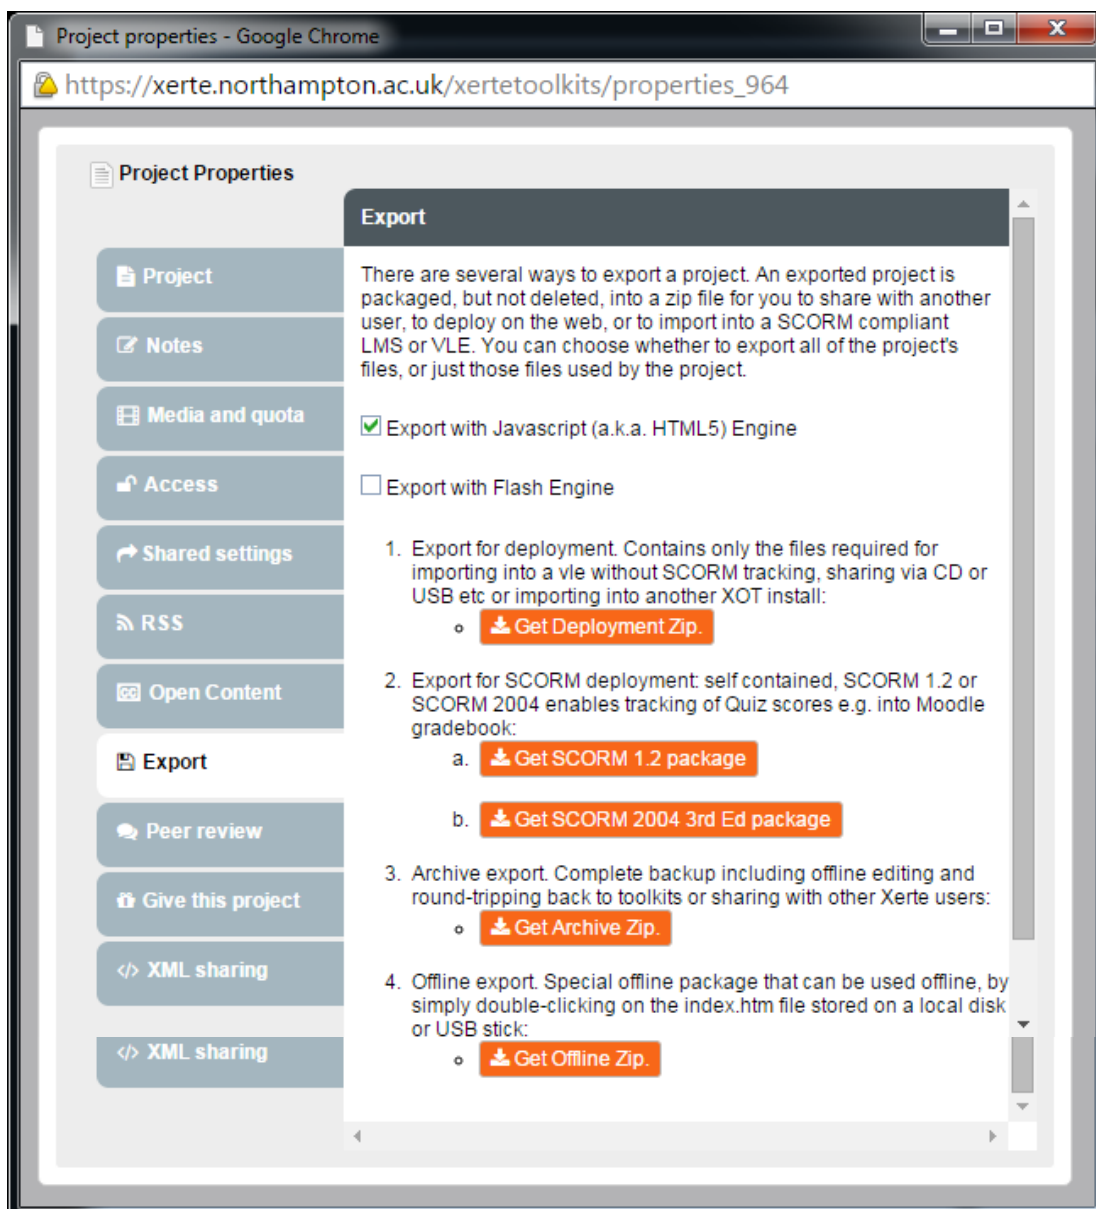 Project properties - Google Chrome
https://xerte.northampton.ac.uk/xertetoolkits/properties_964
Project Properties
Project
Notes
Media and quota
Access
Shared settings
RSS
Open Content
Export
Peer review
Give this project
</> XML sharing
</> XML sharing
Export
There are several ways to export a project. An exported project is
packaged, but not deleted, into a zip file for you to share with another
user, to deploy on the web, or to import into a SCORM compliant
LMS or VLE. You can choose whether to export all of the project's
files, or just those files used by the project.
Export with Javascript (a.k.a. HTML5) Engine
Export with Flash Engine
1. Export for deployment. Contains only the files required for
importing into a vle without SCORM tracking, sharing via CD or
USB etc or importing into another XOT install:
Get Deployment Zip.
2. Export for SCORM deployment: self contained, SCORM 1.2 or
SCORM 2004 enables tracking of Quiz scores e.g. into Moodle
gradebook:
a. Get SCORM 1.2 package
b. Get SCORM 2004 3rd Ed package
3. Archive export. Complete backup including offline editing and
round-tripping back to toolkits or sharing with other Xerte users:
Get Archive Zip.
4. Offline export. Special offline package that can be used offline, by
simply double-clicking on the index.htm file stored on a local disk
or USB stick:
Get Offline Zip.